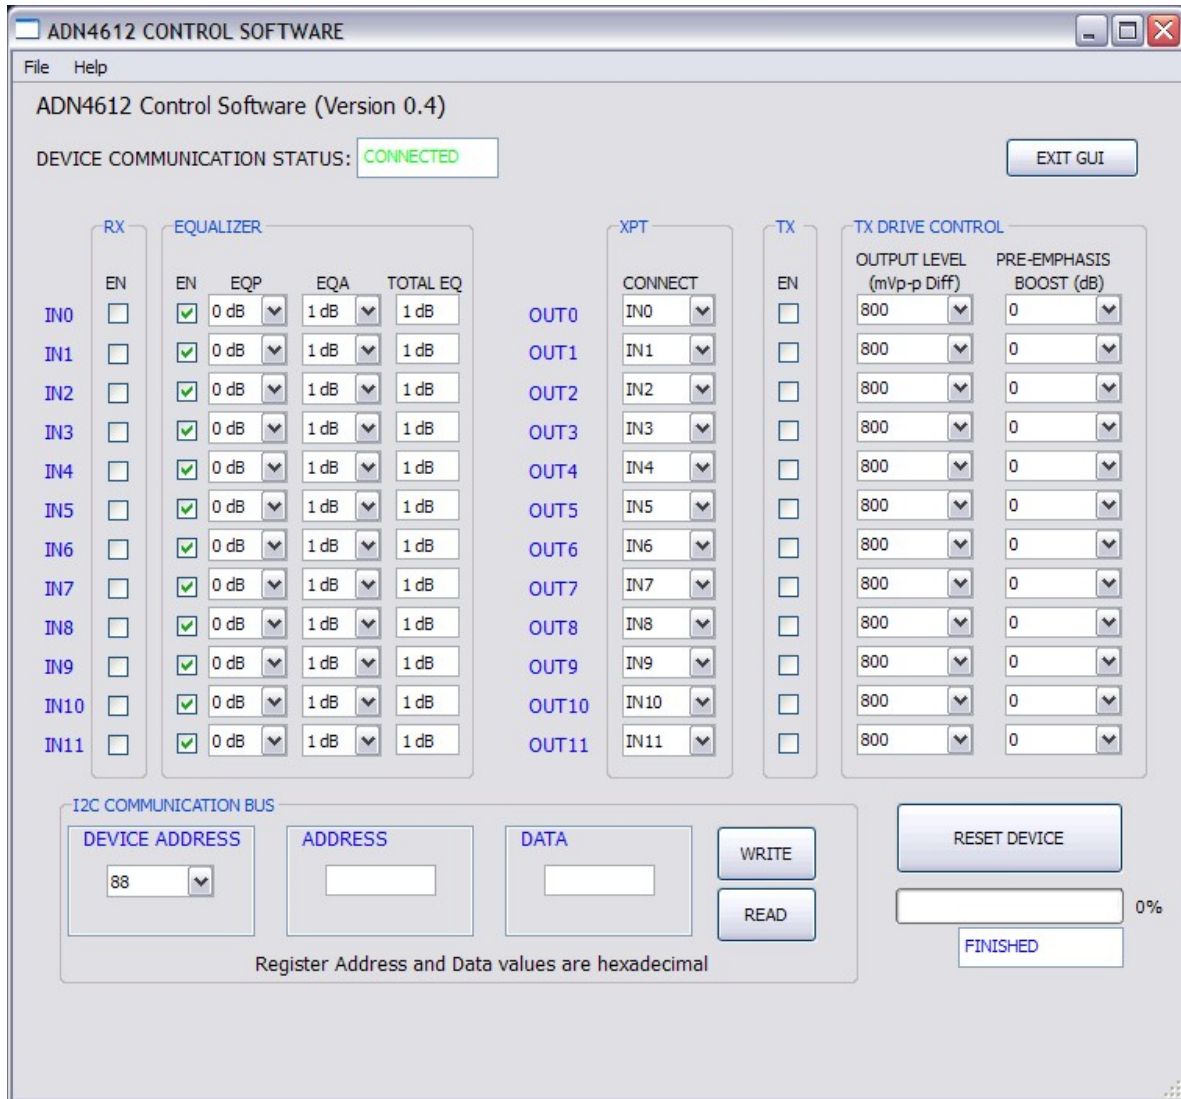 ADN4612 CONTROL SOFTWARE
File Help
ADN4612 Control Software (Version 0.4)
DEVICE COMMUNICATION STATUS: CONNECTED
EXIT GUI
RX EQUALIZER XPT TX TX DRIVE CONTROL
OUTPUT LEVEL PRE-EMPHASIS
EN EN EQP EQA TOTAL EQ CONNECT EN (mVp-p Diff) BOOST (dB)
IN0 0 dB 1 dB 1 dB OUT0 IN0 800 0
IN1 0 dB 1 dB 1 dB OUT1 IN1 800 0
IN2 0 dB 1 dB 1 dB OUT2 IN2 800 0
IN3 0 dB 1 dB 1 dB OUT3 IN3 800 0
IN4 0 dB 1 dB 1 dB OUT4 IN4 800 0
IN5 0 dB 1 dB 1 dB OUT5 IN5 800 0
IN6 0 dB 1 dB 1 dB OUT6 IN6 800 0
IN7 0 dB 1 dB 1 dB OUT7 IN7 800 0
IN8 0 dB 1 dB 1 dB OUT8 IN8 800 0
IN9 0 dB 1 dB 1 dB OUT9 IN9 800 0
IN10 0 dB 1 dB 1 dB OUT10 IN10 800 0
IN11 0 dB 1 dB 1 dB OUT11 IN11 800 0
I2C COMMUNICATION BUS
DEVICE ADDRESS ADDRESS DATA
88
WRITE
READ
Register Address and Data values are hexadecimal
RESET DEVICE
0%
FINISHED